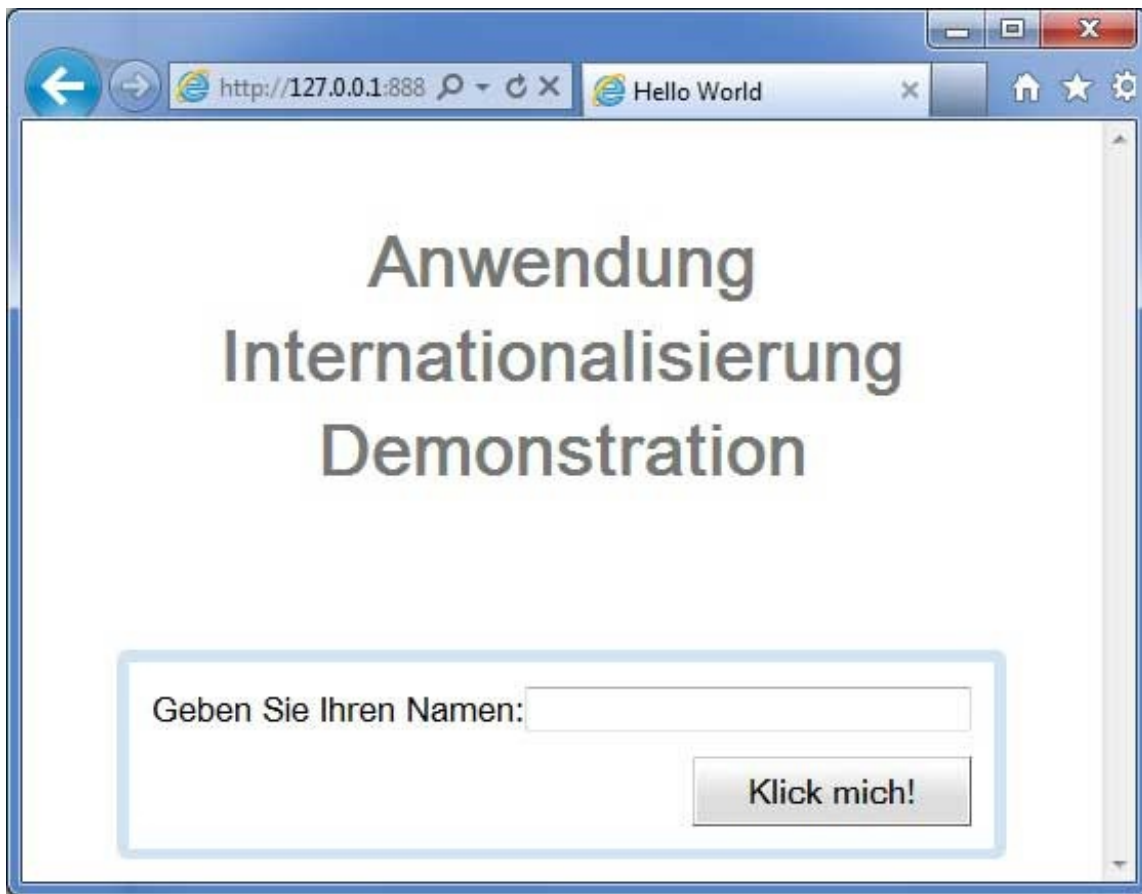 http://127.0.0.1:888
Hello World
Anwendung
Internationalisierung
Demonstration
Geben Sie Ihren Namen:
Klick mich!